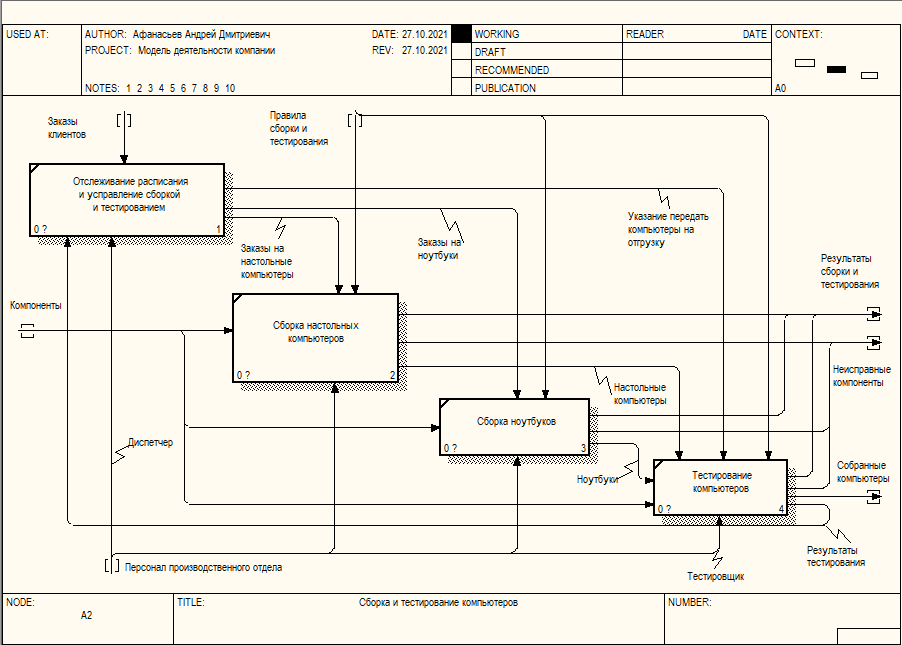 USED AT:
AUTHOR: Афанасьев Андрей Дмитриевич
DATE: 27.10.2021
PROJECT: Модель деятельности компании
REV: 27.10.2021
NOTES: 1 2 3 4 5 6 7 8 9 10
WORKING
DRAFT
RECOMMENDED
PUBLICATION
READER
DATE
CONTEXT:
A0
Заказы
клиентов
Правила
сборки и
тестирования
Отслеживание расписания
и управление сборкой
и тестированием
0 ?
1
Указание передать
компьютеры на
отгрузку
Заказы на
ноутбуки
Заказы на
настольные
компьютеры
Результаты
сборки и
тестирования
Компоненты
Сборка настольных
компьютеров
0 ?
2
Неисправные
компоненты
Настольные
компьютеры
Сборка ноутбуков
0 ?
3
Диспетчер
Ноутбуки
Тестирование
компьютеров
0 ?
4
Собранные
компьютеры
Результаты
тестирования
Персонал производственного отдела
Тестировщик
NODE:
A2
TITLE:
Сборка и тестирование компьютеров
NUMBER: